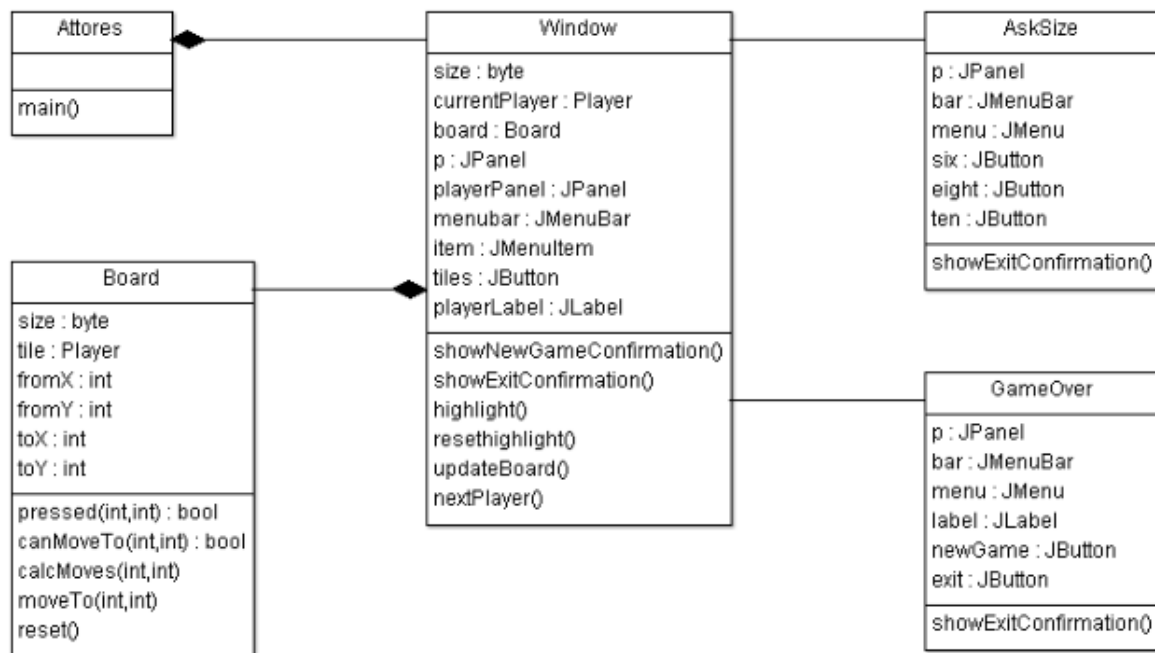 Attores
main()
Window
size : byte
currentPlayer : Player
board : Board
p : JPanel
playerPanel : JPanel
menubar : JMenuBar
item : JMenuItem
tiles : JButton
playerLabel : JLabel
showNewGameConfirmation()
showExitConfirmation()
highlight()
resethighlight()
updateBoard()
nextPlayer()
AskSize
p : JPanel
bar : JMenuBar
menu : JMenu
six : JButton
eight : JButton
ten : JButton
showExitConfirmation()
Board
size : byte
tile : Player
fromX : int
fromY : int
toX : int
toY : int
pressed(int,int) : bool
canMoveTo(int,int) : bool
calcMoves(int,int)
moveTo(int,int)
reset()
GameOver
p : JPanel
bar : JMenuBar
menu : JMenu
label : JLabel
newGame : JButton
exit : JButton
showExitConfirmation()